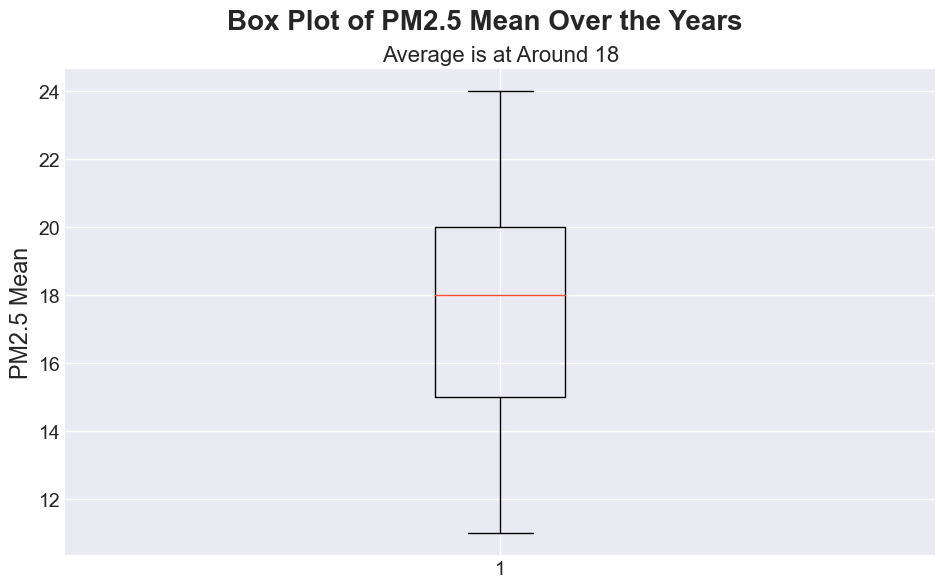 Box Plot of PM2.5 Mean Over the Years
Average is at Around 18
24
22
20
18
16
14
12
PM2.5 Mean
1